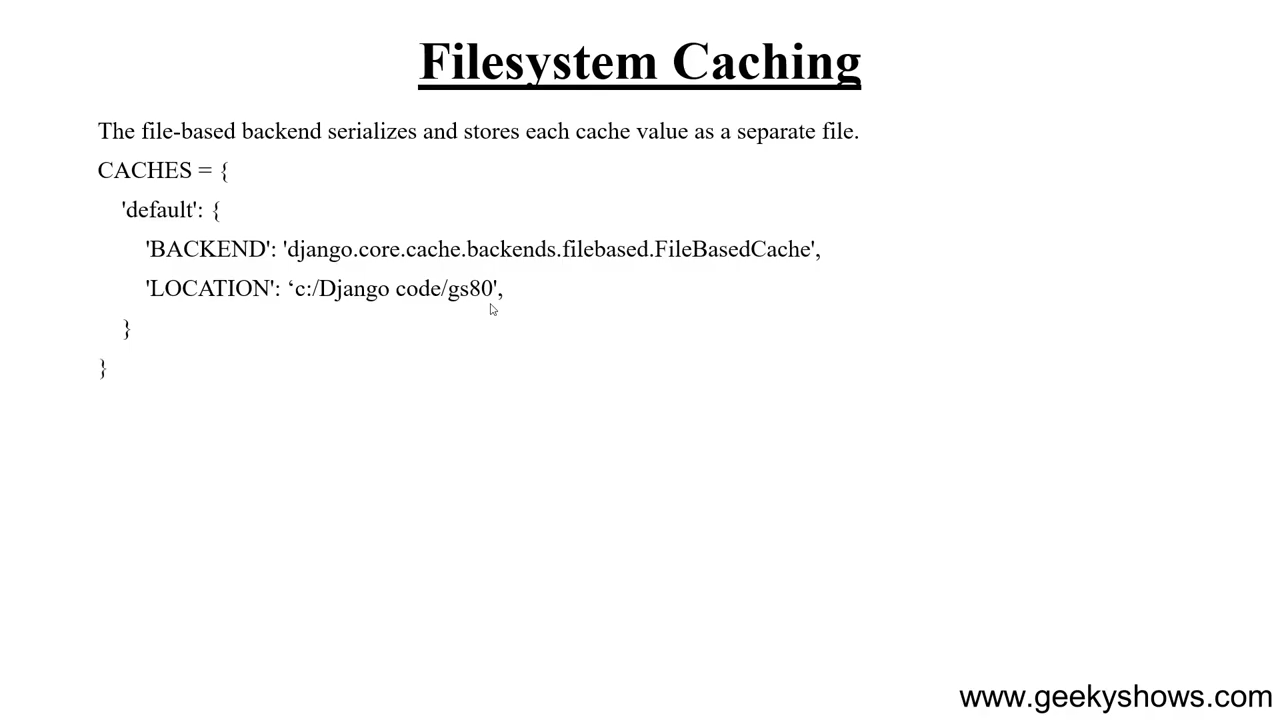 Filesystem Caching
The file-based backend serializes and stores each cache value as a separate file.
CACHES = {
'default': {
'BACKEND': 'django.core.cache.backends.filebased.FileBasedCache',
'LOCATION': ‘c:/Django code/gs80',
}
}
www.geekyshows.com